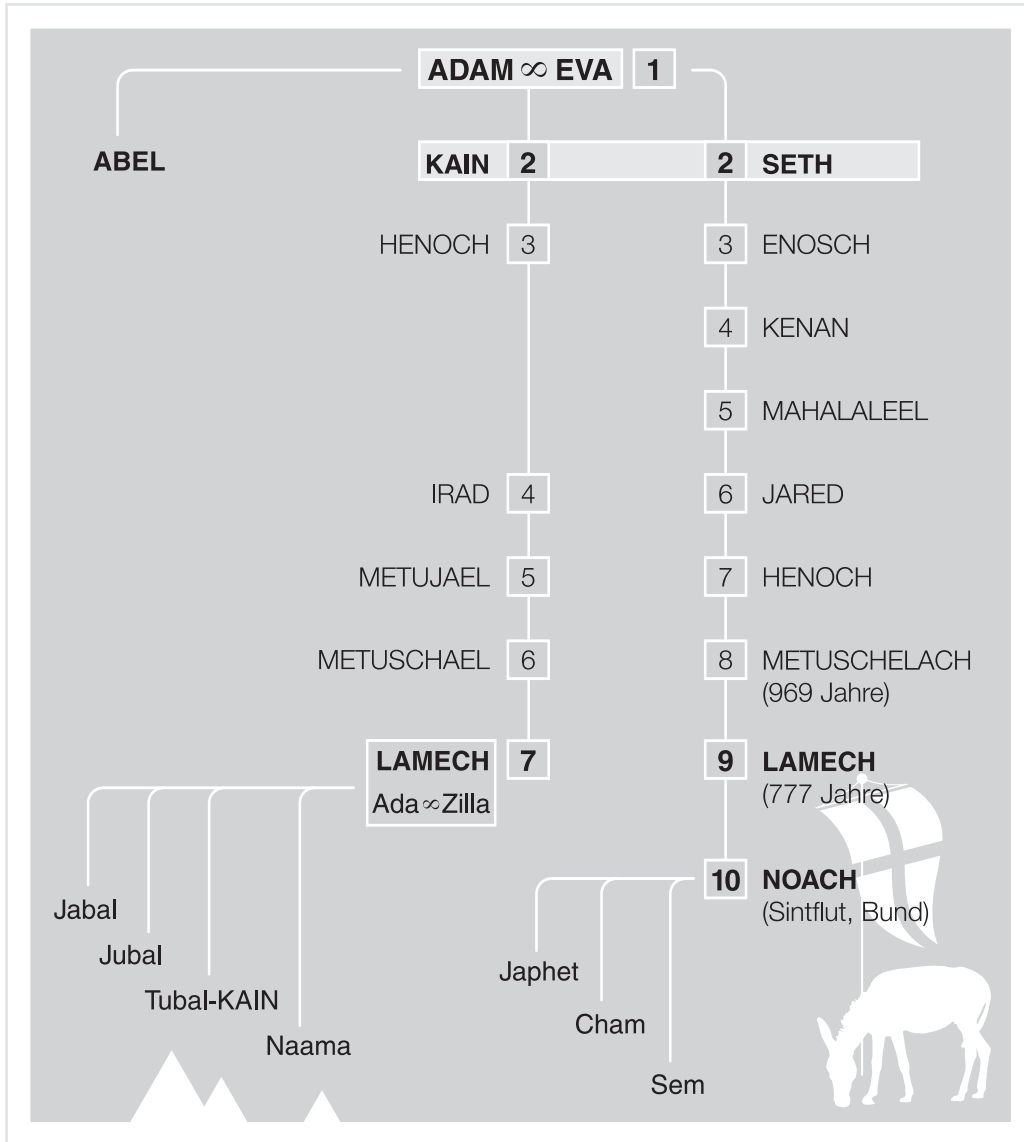 ADAM ∞ EVA 1
ABEL
KAIN 2 2 SETH
HENOCH 3 3 ENOSCH
4 KENAN
5 MAHALALEEL
IRAD 4 6 JARED
METUJAEL 5 7 HENOCH
METUSCHAEL 6 8 METUSCHELACH
(969 Jahre)
LAMECH 7 9 LAMECH
Ada∞Zilla (777 Jahre)
10 NOACH
(Sintflut, Bund)
Jabal
Jubal
Tubal-KAIN
Naama
Japhet
Cham
Sem